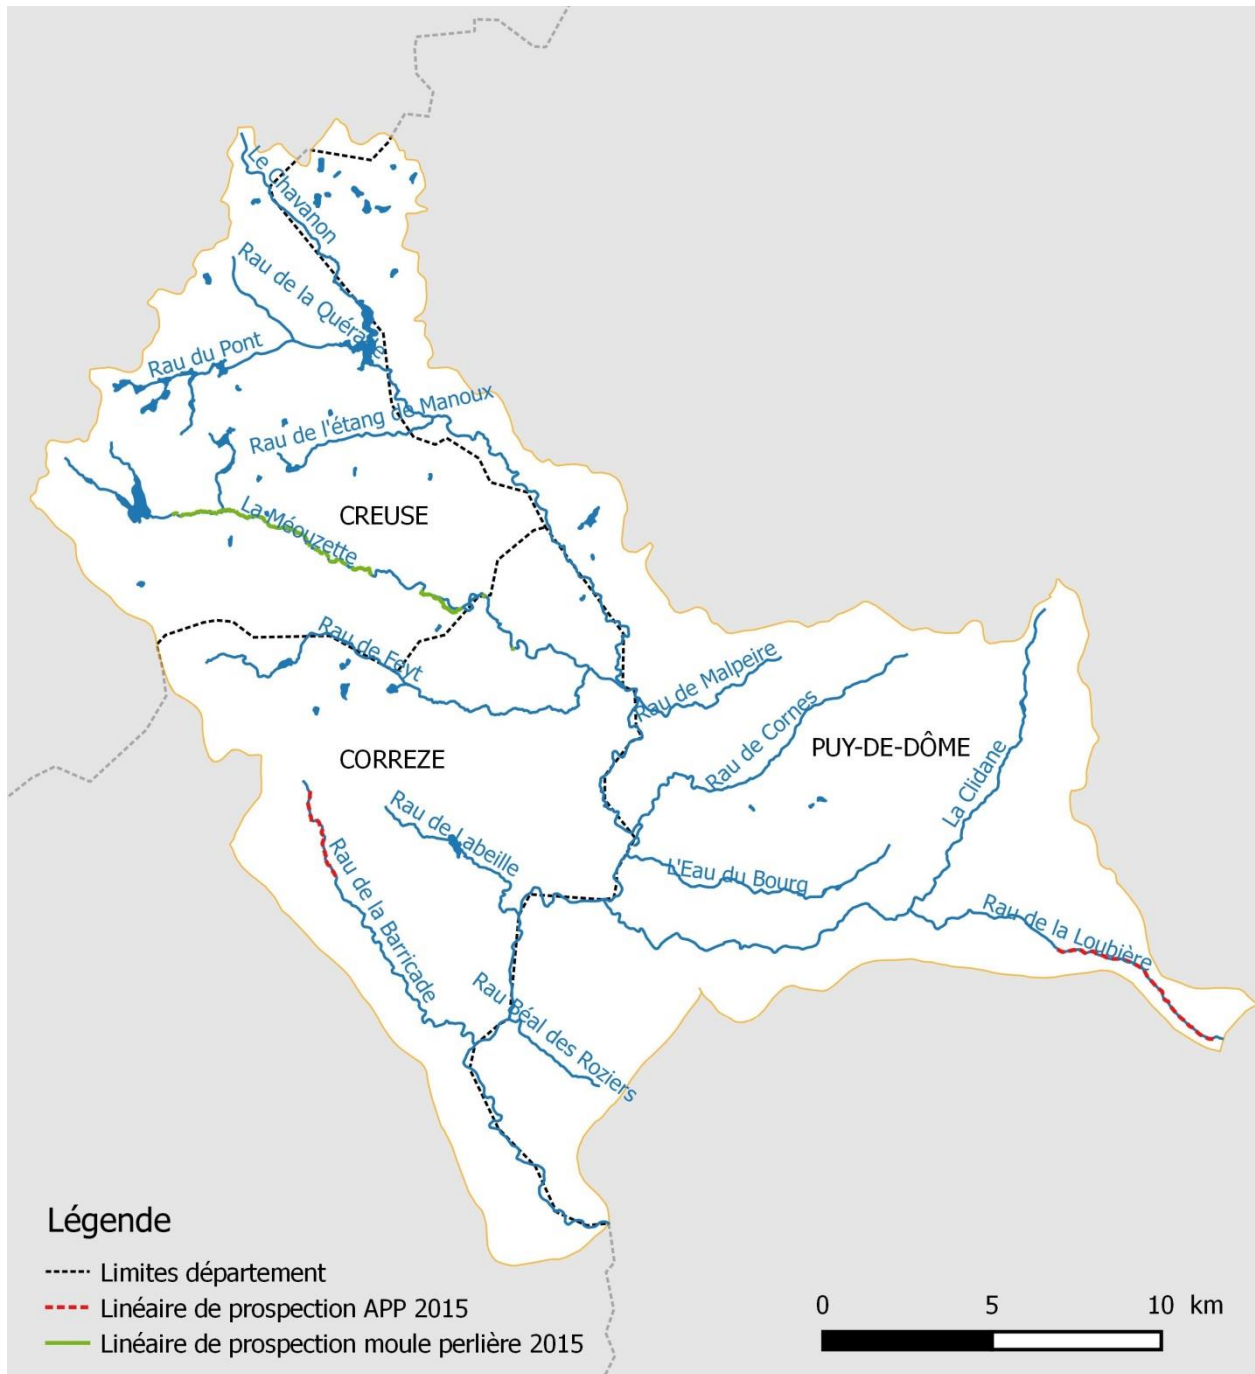 Le Chavanon
Rau de la Quérade
Rau du Pont
Rau de l'étang de Manoux
La Méouzette
CREUSE
Rau de Feyt
Rau de Malpeire
Rau de Cornes
PUY-DE-DÔME
La Clidane
CORREZE
Rau de Labeille
Rau de la Barricade
L'Eau du Bourg
Rau de la Loubière
Rau Béal des Roziers
Légende
Limites département
Linéaire de prospection APP 2015
Linéaire de prospection moule perlière 2015
0 5 10 km